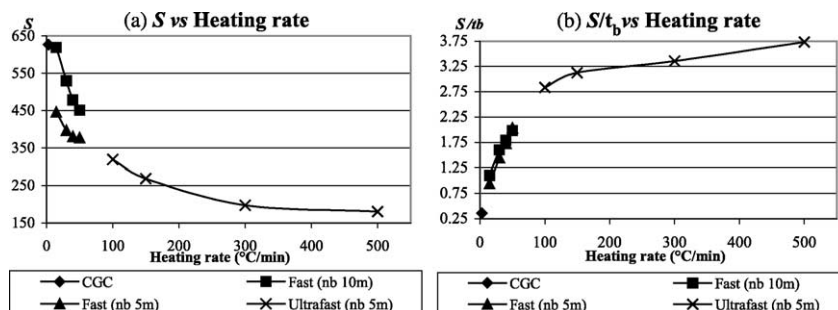 (a) S vs Heating rate
S
650
550
450
350
250
150
0 100 200 300 400 500
Heating rate (°C/min)
CGC Fast (nb 10m)
Fast (nb 5m) Ultrafast (nb 5m)
(b) S/tb vs Heating rate
S/tb
3.75
3.25
2.75
2.25
1.75
1.25
0.75
0.25
0 100 200 300 400 500
Heating rate (°C/min)
CGC Fast (nb 10m)
Fast (nb 5m) Ultrafast (nb 5m)